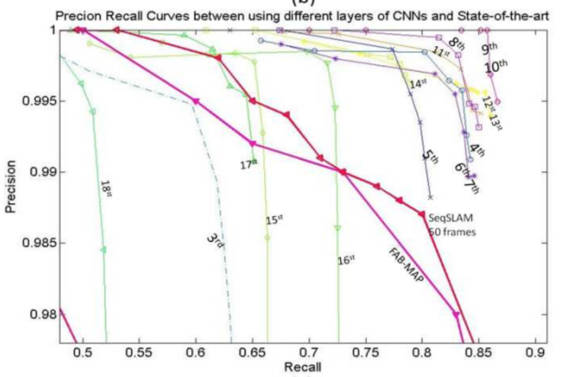 (b)
Precion Recall Curves between using different layers of CNNs and State-of-the-art
1
0.995
0.99
0.985
0.98
Precision
0.5 0.55 0.6 0.65 0.7 0.75 0.8 0.85 0.9
Recall
18st
3rd
17st
15st
16st
FAB-MAP
SeqSLAM
50 frames
5th
14st
11st
8th
9th
10th
12st
13st
4th
6th
7th